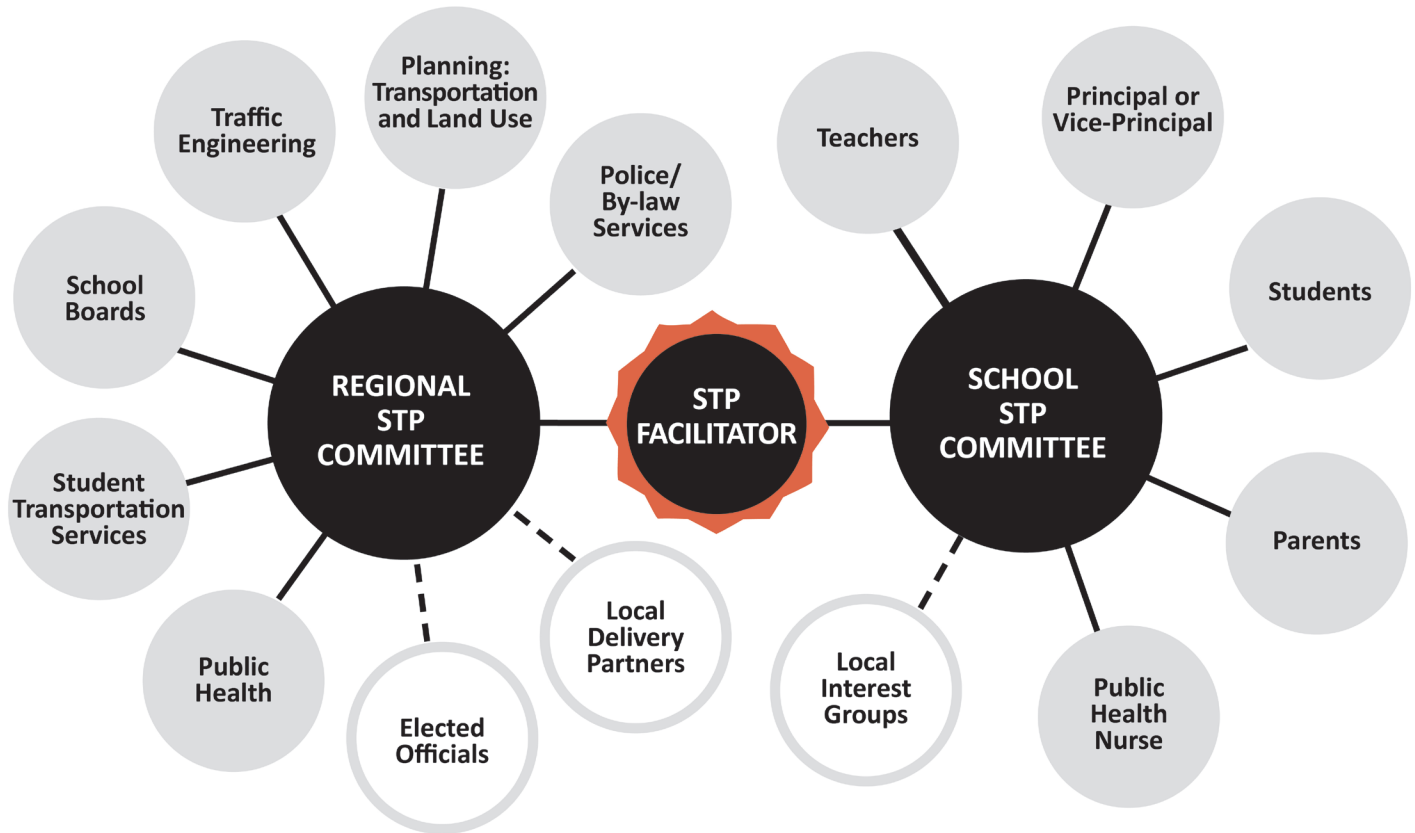 Planning:
Transportation
and Land Use
Traffic
Engineering
Police/
By-law
Services
School
Boards
REGIONAL
STP
COMMITTEE
Student
Transportation
Services
Public
Health
Elected
Officials
Local
Delivery
Partners
STP
FACILITATOR
Teachers
Principal or
Vice-Principal
Students
SCHOOL
STP
COMMITTEE
Parents
Local
Interest
Groups
Public
Health
Nurse